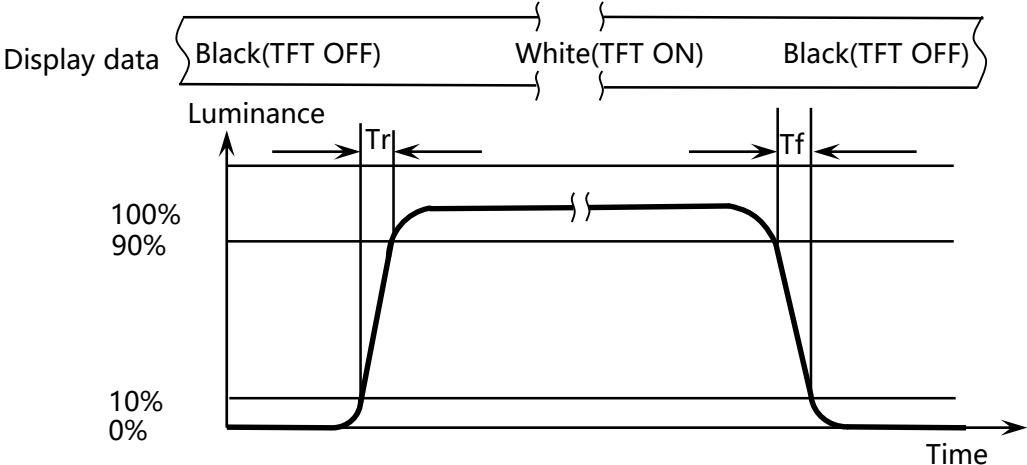 Display data
Black(TFT OFF)
White(TFT ON)
Black(TFT OFF)
Luminance
Tr
Tf
100%
90%
10%
0%
Time